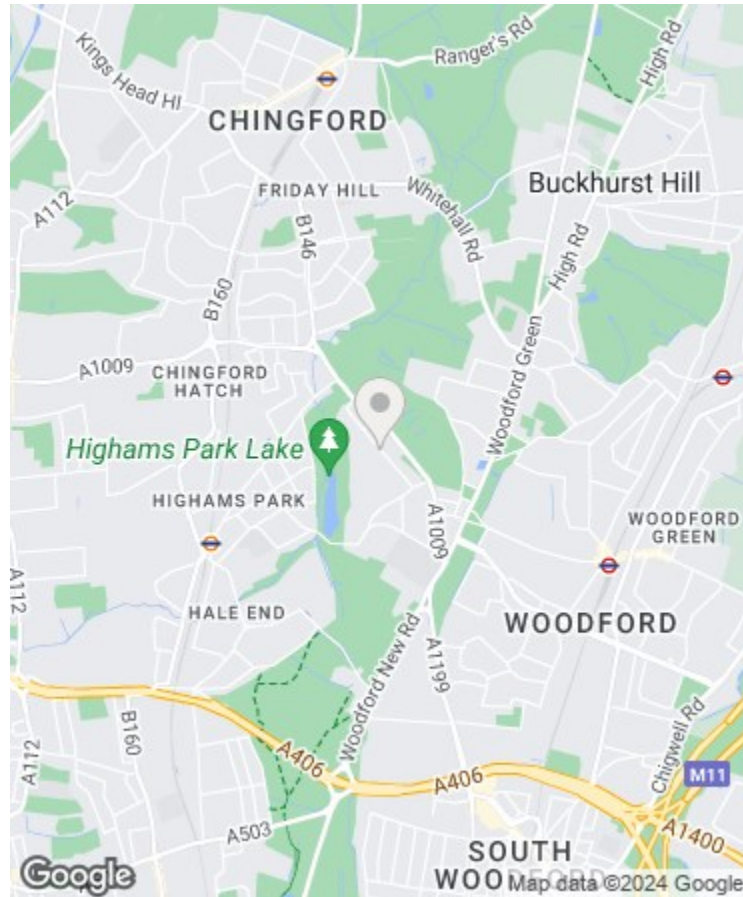 Ranger's Rd
High Rd
Kings Head Hl
CHINGFORD
FRIDAY HILL
Whitehall Rd
Buckhurst Hill
A112
B146
High Rd
B160
A1009
CHINGFORD
HATCH
Woodford Green
Highams Park Lake
HIGHAMS PARK
A1009
WOODFORD
GREEN
A112
HALE END
WOODFORD
Woodford New Rd
A1199
B160
A112
Chigwell Rd
A406
A406
M11
A503
A1400
SOUTH
Google
Map data ©2024 Google